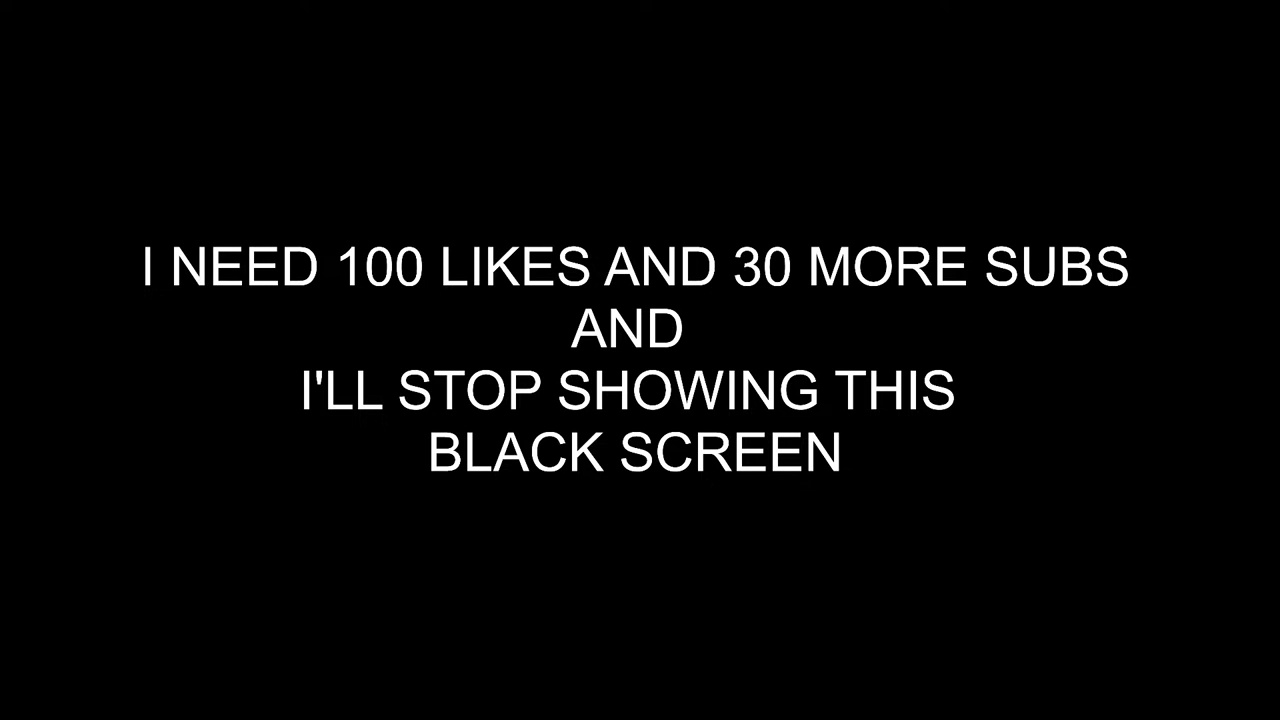 I NEED 100 LIKES AND 30 MORE SUBS
AND
I'LL STOP SHOWING THIS
BLACK SCREEN